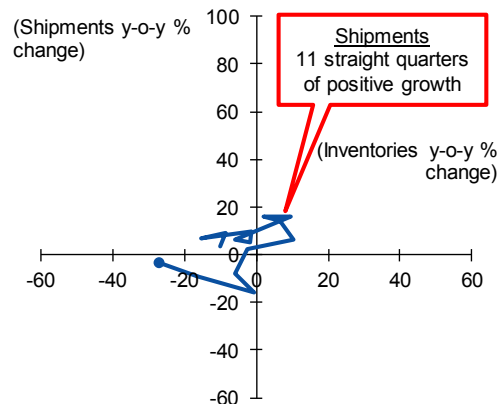 (Shipments y-o-y %
change)
Shipments
11 straight quarters
of positive growth
(Inventories y-o-y %
change)
100
80
60
40
20
0
-20
-40
-60
-60
-40
-20
0
20
40
60